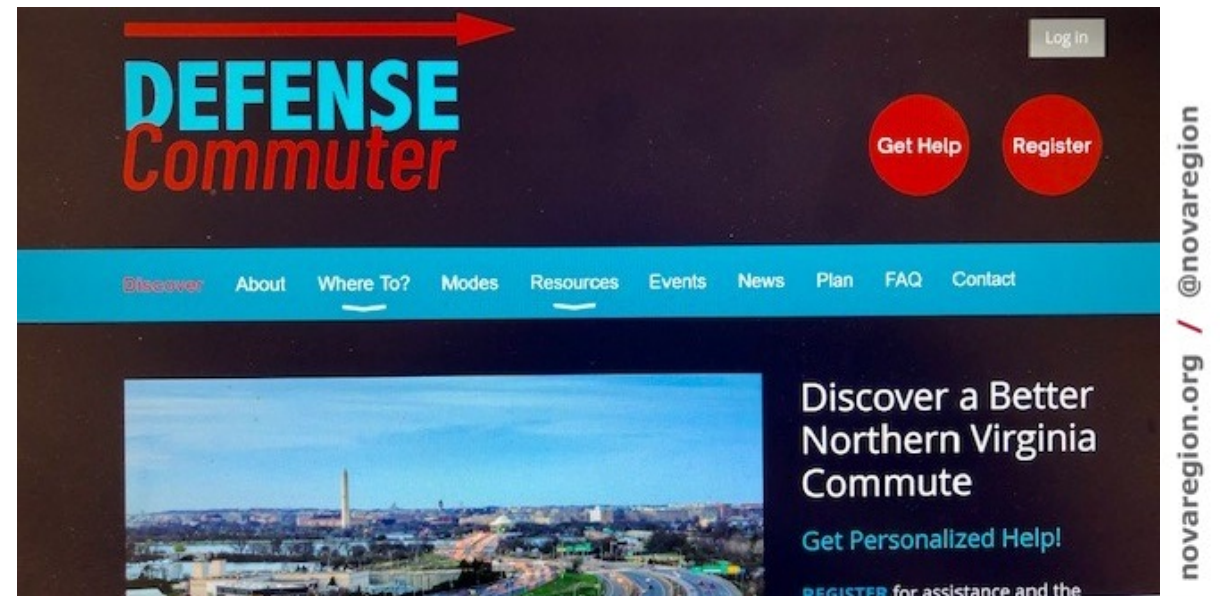 Log in
DEFENSE
Commuter
Get Help
Register
Discover About Where To? Modes Resources Events News Plan FAQ Contact
Discover a Better
Northern Virginia
Commute
Get Personalized Help!
REGISTER for assistance and the
novaregion.org / @novaregion